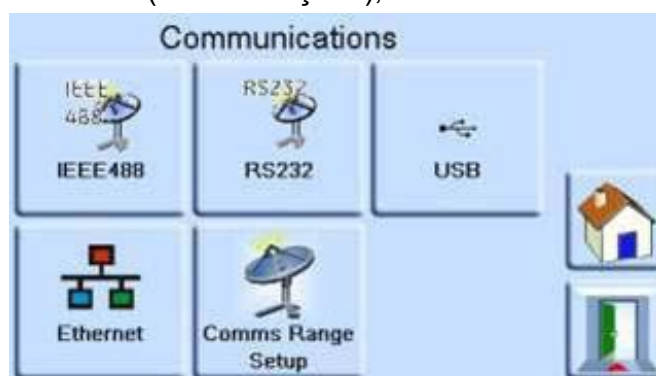 Communications
IEEE
488
IEEE488
RS232
RS232
USB
Ethernet
Comms Range
Setup